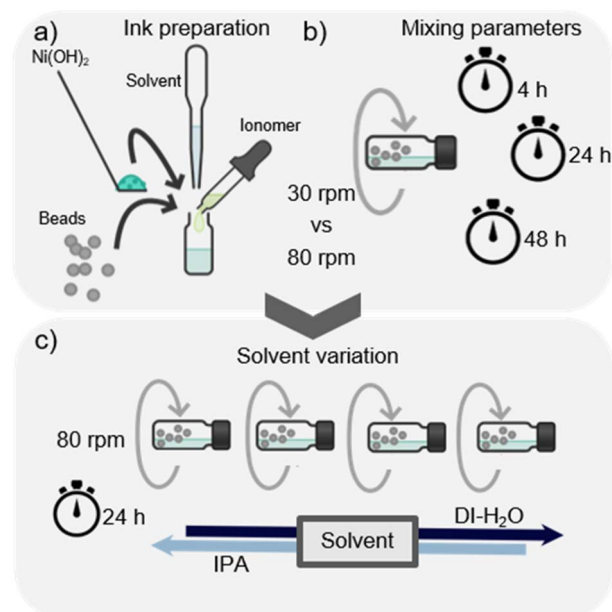 a)
Ink preparation
Ni(OH)₂
Solvent
Ionomer
Beads
b)
Mixing parameters
4 h
24 h
30 rpm
vs
80 rpm
48 h
c)
Solvent variation
80 rpm
24 h
DI-H₂O
Solvent
IPA